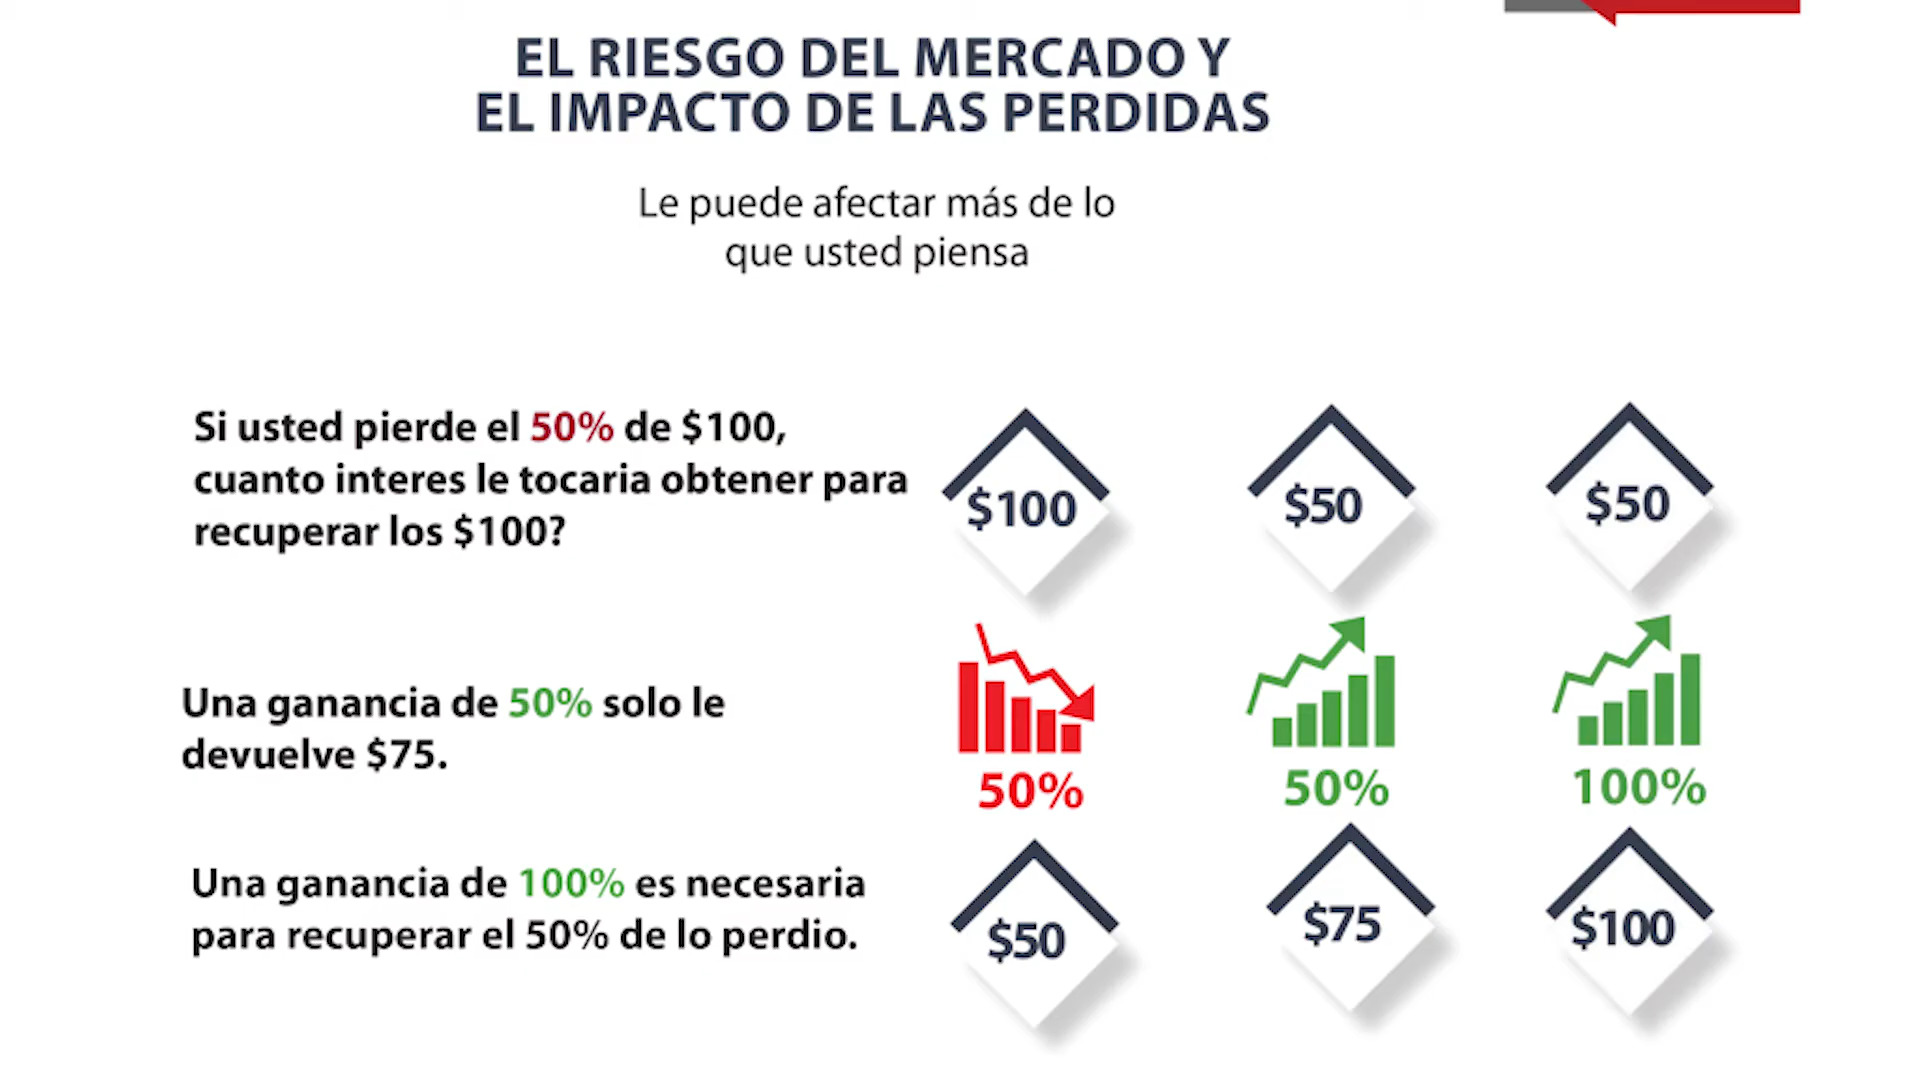 EL RIESGO DEL MERCADO Y
EL IMPACTO DE LAS PERDIDAS
Le puede afectar más de lo
que usted piensa
Si usted pierde el 50% de $100,
cuanto interes le tocaria obtener para
recuperar los $100?
$100
$50
$50
Una ganancia de 50% solo le
devuelve $75.
50%
50%
100%
Una ganancia de 100% es necesaria
para recuperar el 50% de lo perdio.
$50
$75
$100